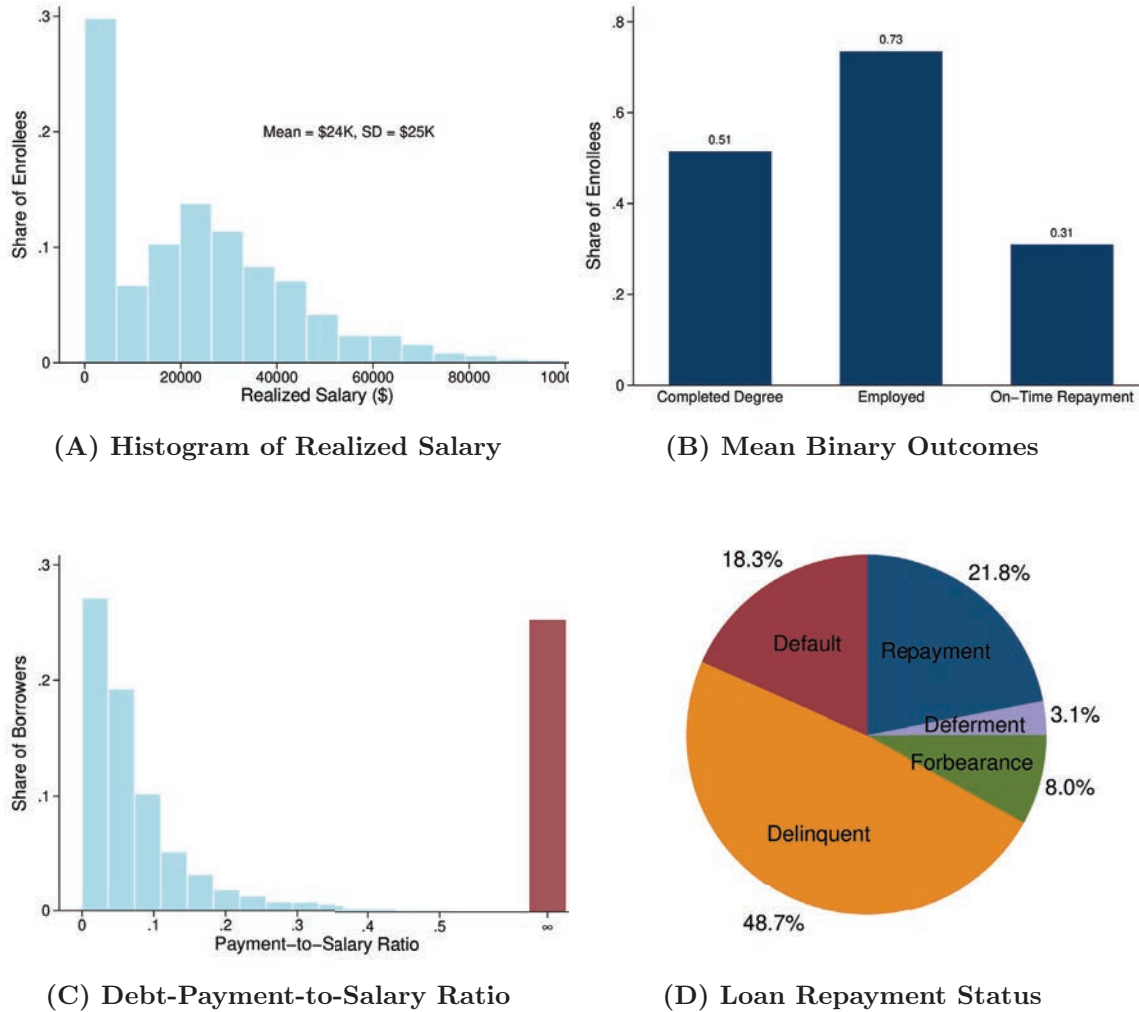 .3
.2
.1
0
Share of Enrollees
Mean = $24K, SD = $25K
0 20000 40000 60000 80000 1000
Realized Salary ($)
(A) Histogram of Realized Salary
.8
.6
.4
.2
0
Share of Enrollees
0.51
0.73
0.31
Completed Degree Employed On-Time Repayment
(B) Mean Binary Outcomes
.3
.2
.1
0
Share of Borrowers
0 .1 .2 .3 .4 .5 ∞
Payment-to-Salary Ratio
(C) Debt-Payment-to-Salary Ratio
18.3%
21.8%
Default
Repayment
Deferment
3.1%
Forbearance
8.0%
Delinquent
48.7%
(D) Loan Repayment Status